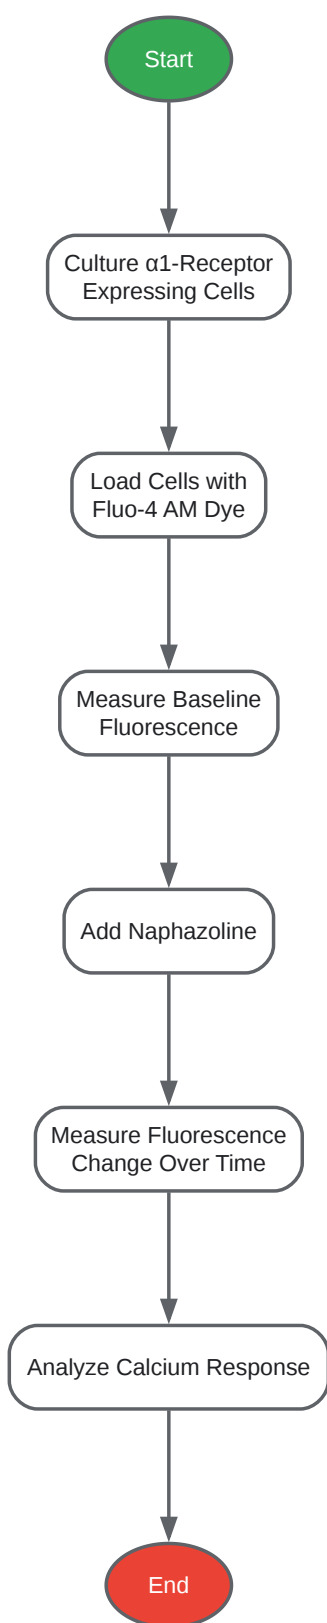 Start
Culture α1-Receptor
Expressing Cells
Load Cells with
Fluo-4 AM Dye
Measure Baseline
Fluorescence
Add Naphazoline
Measure Fluorescence
Change Over Time
Analyze Calcium Response
End